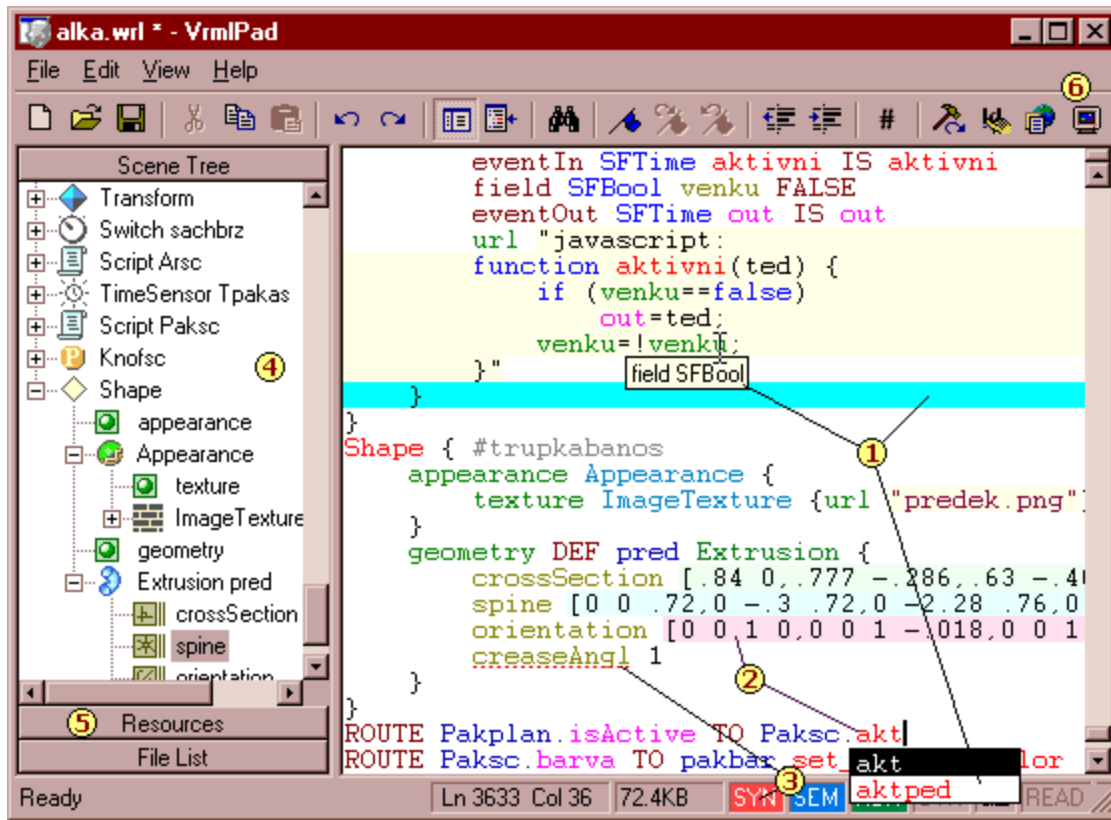 alka.wrl * - VrmlPad
File Edit View Help
6
#
Scene Tree
Transform
Switch sachbrz
Script Arsc
TimeSensor Tpakas
Script Paksc
Knofsc
4
Shape
appearance
Appearance
texture
ImageTexture
geometry
Extrusion pred
crossSection
spine
orientation
5 Resources
File List
eventIn SFTime aktivni IS aktivni
field SFBool venku FALSE
eventOut SFTime out IS out
url "javascript:
function aktivni(ted) {
if (venku==false)
out=ted;
venku=!venku;
}"
field SFBool
}
}
1
Shape { #trupkabanos
appearance Appearance {
texture ImageTexture {url "predek.png"}
}
geometry DEF pred Extrusion {
crossSection [.84 0,.777 -.286,.63 -.40
spine [0 0 .72,0 -.3 .72,0 -2.28 .76,0
orientation [0 0 1 0,0 0 1 -.018,0 0 1
creaseAngl 1
}
2
}
ROUTE Pakplan.isActive TO Paksc.akt
ROUTE Paksc.barva TO pakbar.set_ lor
akt
aktped
3
Ready Ln 3633 Col 36 72.4KB SYN SEM READ